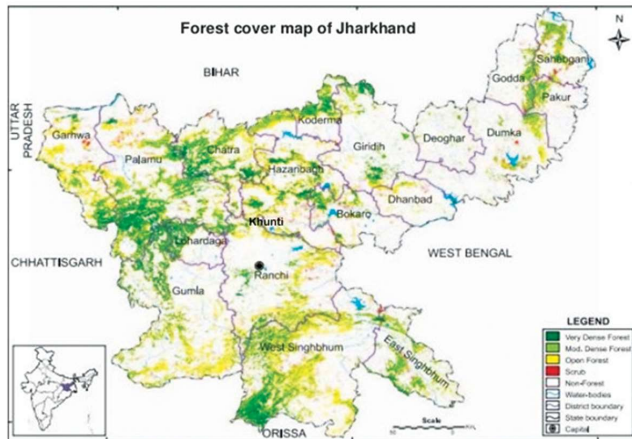 Forest cover map of Jharkhand
N
BIHAR
UTTAR
PRADESH
Sahebganj
Godda
Pakur
Koderma
Garhwa
Palamu
Chatra
Giridih
Deoghar
Dumka
Hazaribagh
Dhanbad
Bokaro
Khunti
Lohardaga
CHHATTISGARH
WEST BENGAL
Ranchi
Gumla
West Singhbhum
East Singhbhum
ORISSA
Scale
LEGEND
Very Dense Forest
Mod. Dense Forest
Open Forest
Scrub
Non-Forest
Water-bodies
District boundary
State boundary
Capital